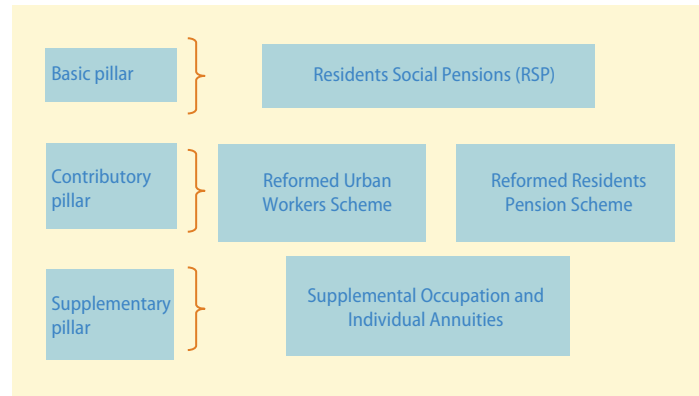 Basic pillar
Residents Social Pensions (RSP)
Contributory
pillar
Reformed Urban
Workers Scheme
Reformed Residents
Pension Scheme
Supplementary
pillar
Supplemental Occupation and
Individual Annuities